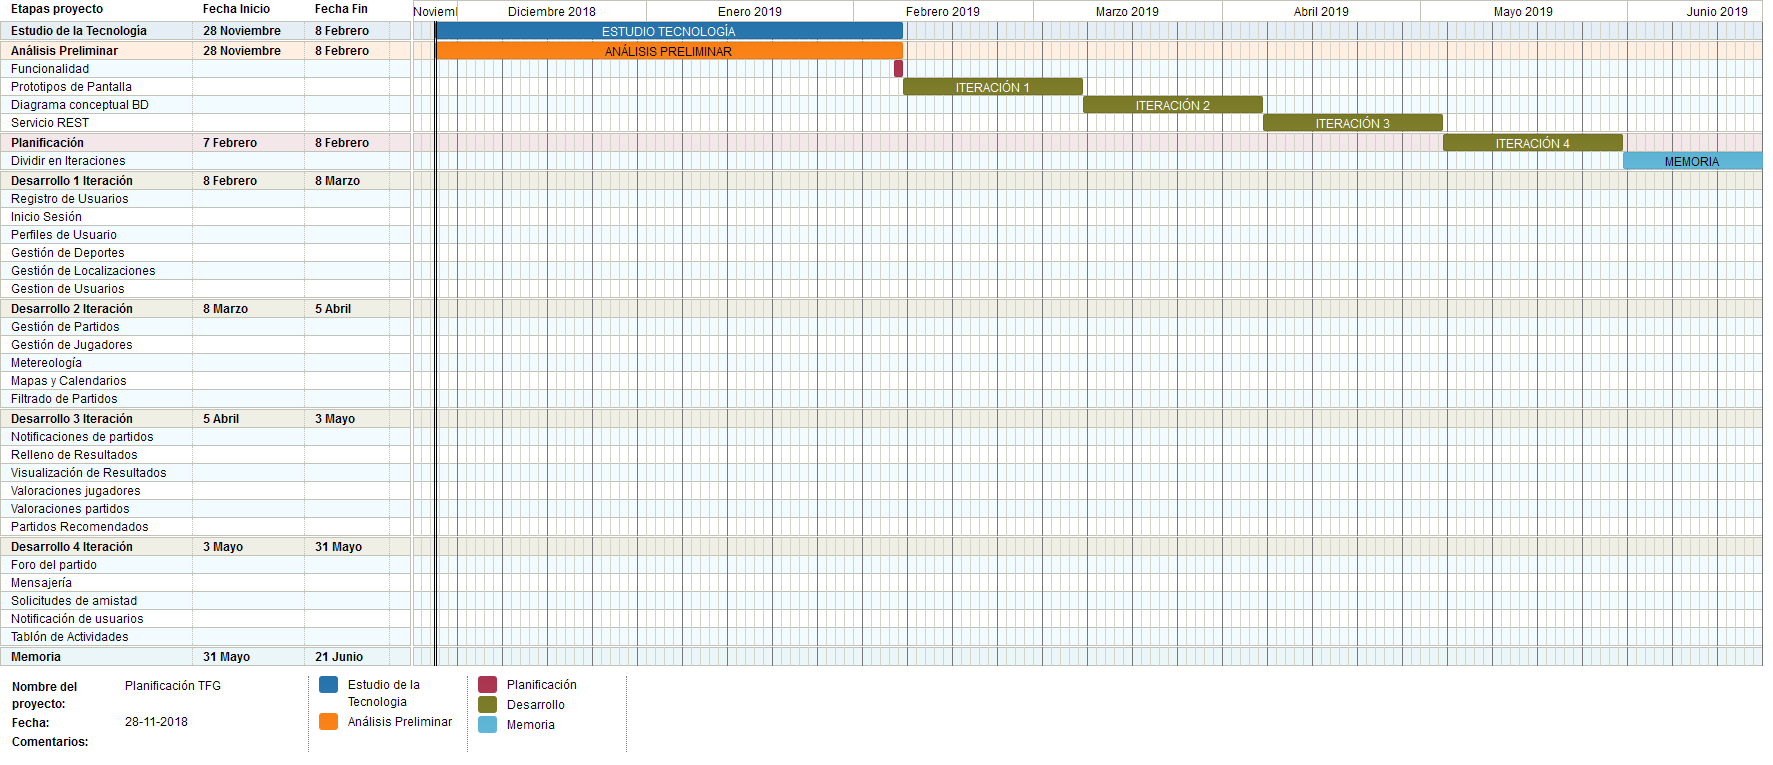 Etapas proyecto Fecha Inicio Fecha Fin Noviem Diciembre 2018 Enero 2019 Febrero 2019 Marzo 2019 Abril 2019 Mayo 2019 Junio 2019
Estudio de la Tecnología 28 Noviembre 8 Febrero ESTUDIO TECNOLOGÍA
Análisis Preliminar 28 Noviembre 8 Febrero ANÁLISIS PRELIMINAR
Funcionalidad
Prototipos de Pantalla ITERACIÓN 1
Diagrama conceptual BD ITERACIÓN 2
Servicio REST ITERACIÓN 3
Planificación 7 Febrero 8 Febrero ITERACIÓN 4
Dividir en Iteraciones MEMORIA
Desarrollo 1 Iteración 8 Febrero 8 Marzo
Registro de Usuarios
Inicio Sesión
Perfiles de Usuario
Gestión de Deportes
Gestión de Localizaciones
Gestion de Usuarios
Desarrollo 2 Iteración 8 Marzo 5 Abril
Gestión de Partidos
Gestión de Jugadores
Metereología
Mapas y Calendarios
Filtrado de Partidos
Desarrollo 3 Iteración 5 Abril 3 Mayo
Notificaciones de partidos
Relleno de Resultados
Visualización de Resultados
Valoraciones jugadores
Valoraciones partidos
Partidos Recomendados
Desarrollo 4 Iteración 3 Mayo 31 Mayo
Foro del partido
Mensajería
Solicitudes de amistad
Notificación de usuarios
Tablón de Actividades
Memoria 31 Mayo 21 Junio
Nombre del proyecto: Planificación TFG
Fecha: 28-11-2018
Comentarios:
Estudio de la
Tecnologia
Análisis Preliminar
Planificación
Desarrollo
Memoria